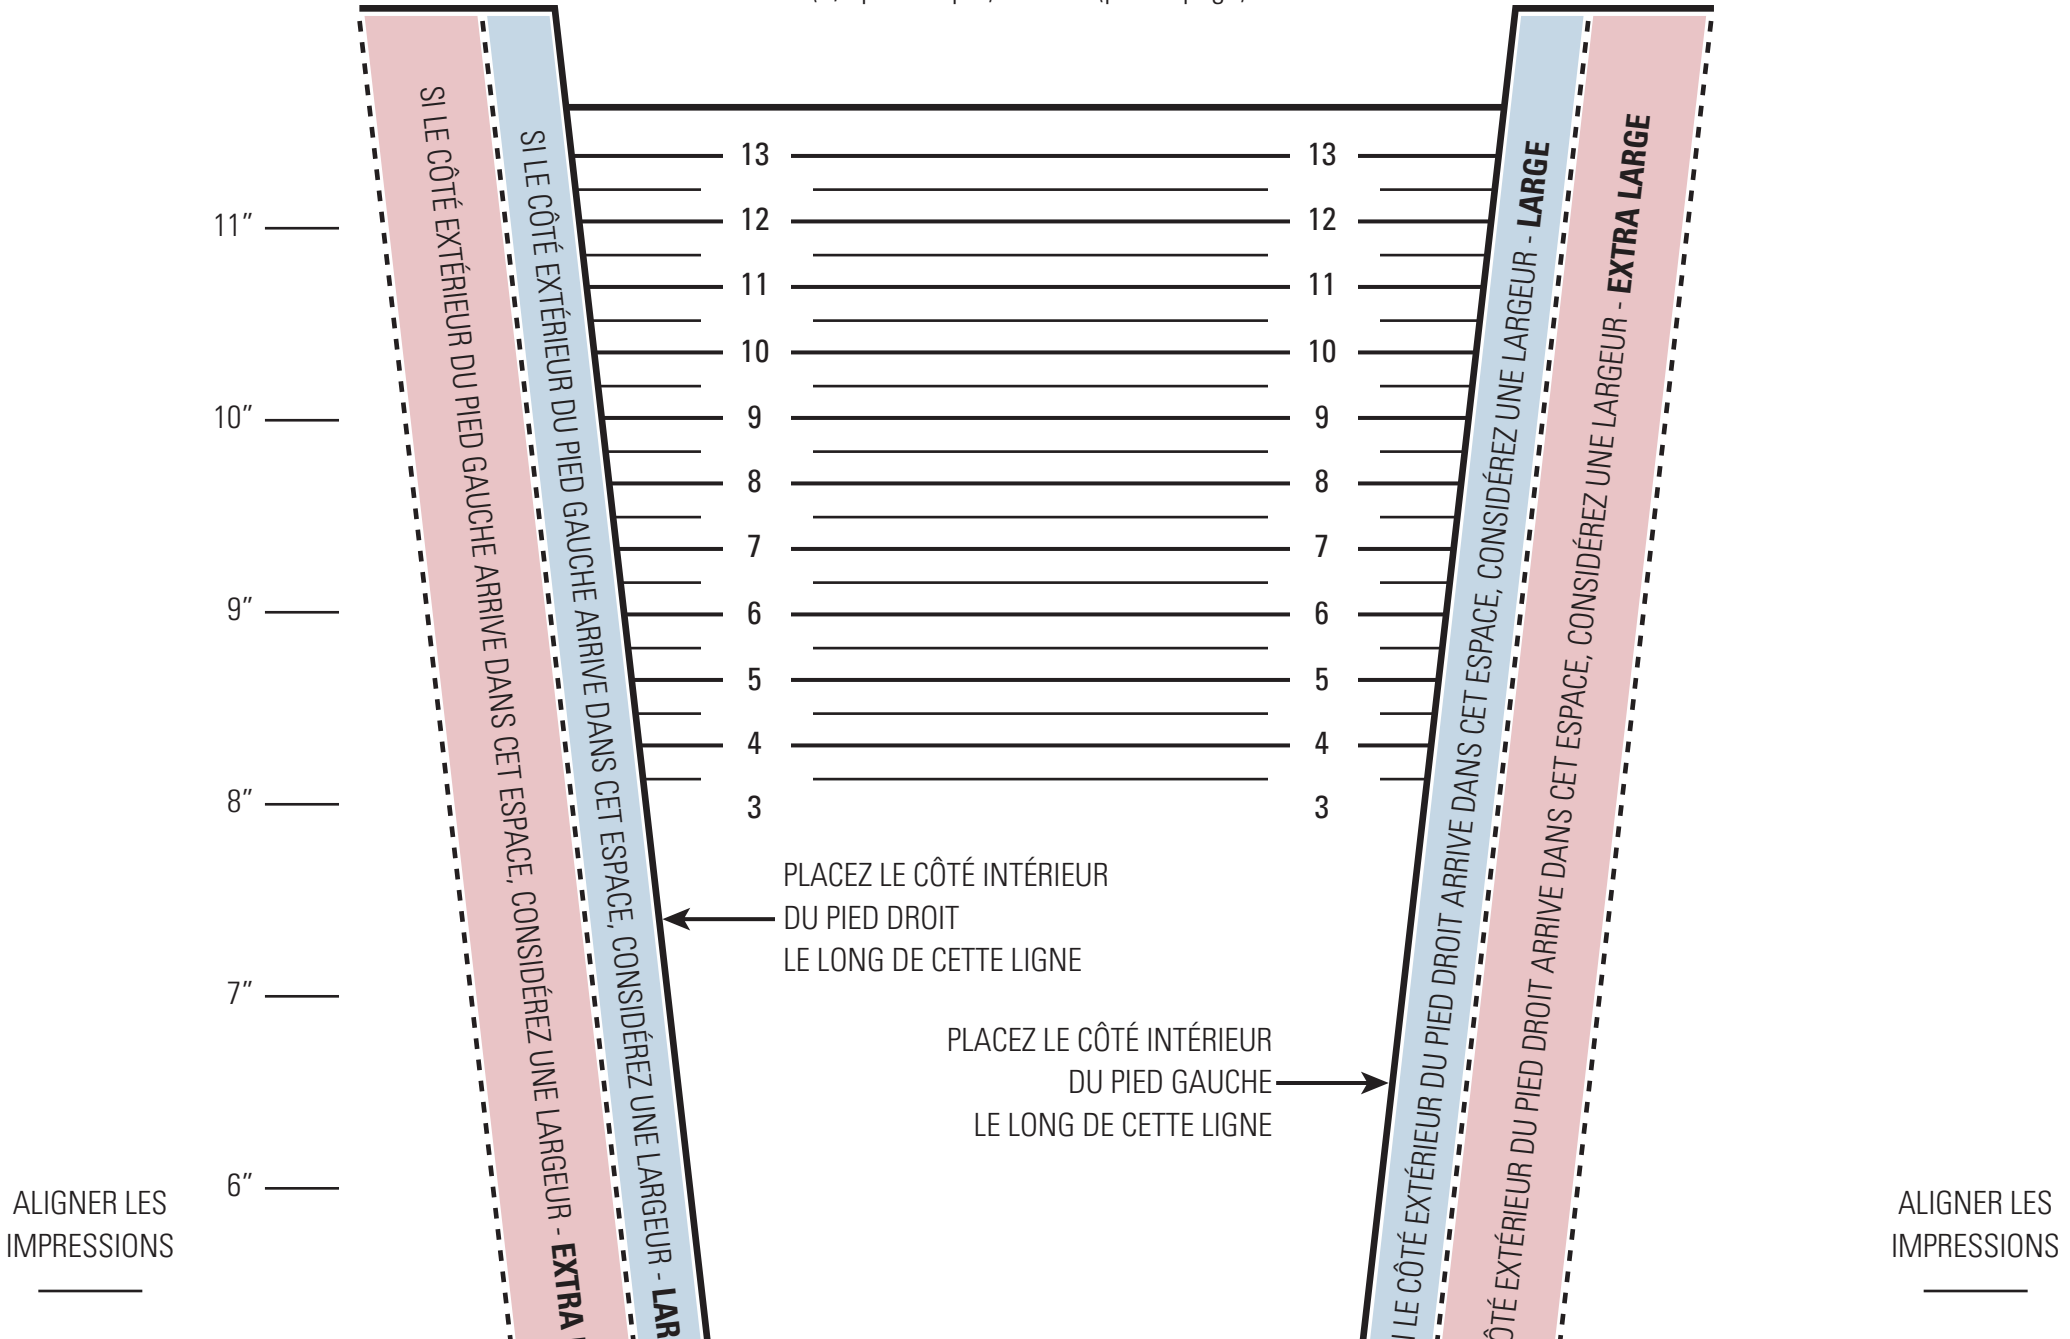 SI LE CÔTÉ EXTÉRIEUR DU PIED GAUCHE ARRIVE DANS CET ESPACE, CONSIDÉREZ UNE LARGEUR - EXTRA
SI LE CÔTÉ EXTÉRIEUR DU PIED GAUCHE ARRIVE DANS CET ESPACE, CONSIDÉREZ UNE LARGEUR - LAR
13 13
12 12
11 11
10 10
9 9
8 8
7 7
6 6
5 5
4 4
3 3
11"
10"
9"
8"
7"
6"
PLACEZ LE CÔTÉ INTÉRIEUR
DU PIED DROIT
LE LONG DE CETTE LIGNE
PLACEZ LE CÔTÉ INTÉRIEUR
DU PIED GAUCHE
LE LONG DE CETTE LIGNE
LE CÔTÉ EXTÉRIEUR DU PIED DROIT ARRIVE DANS CET ESPACE, CONSIDÉREZ UNE LARGEUR - LARGE
ÔTÉ EXTÉRIEUR DU PIED DROIT ARRIVE DANS CET ESPACE, CONSIDÉREZ UNE LARGEUR - EXTRA LARGE
ALIGNER LES
IMPRESSIONS
ALIGNER LES
IMPRESSIONS